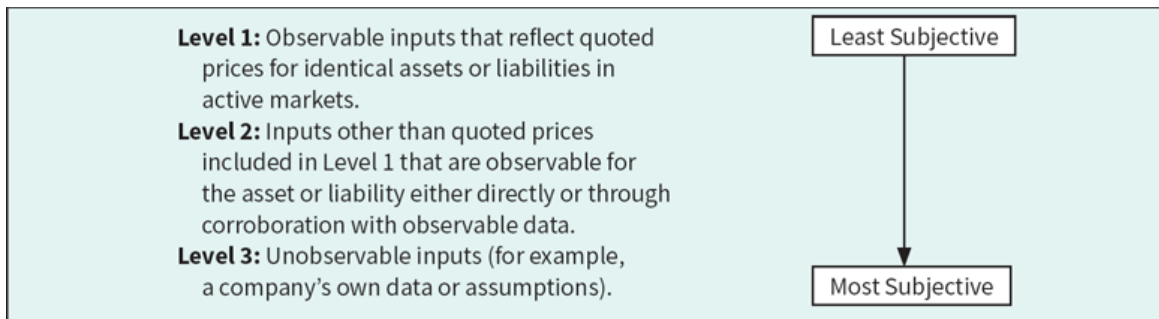 Level 1: Observable inputs that reflect quoted
prices for identical assets or liabilities in
active markets.
Level 2: Inputs other than quoted prices
included in Level 1 that are observable for
the asset or liability either directly or through
corroboration with observable data.
Level 3: Unobservable inputs (for example,
a company’s own data or assumptions).
Least Subjective
Most Subjective